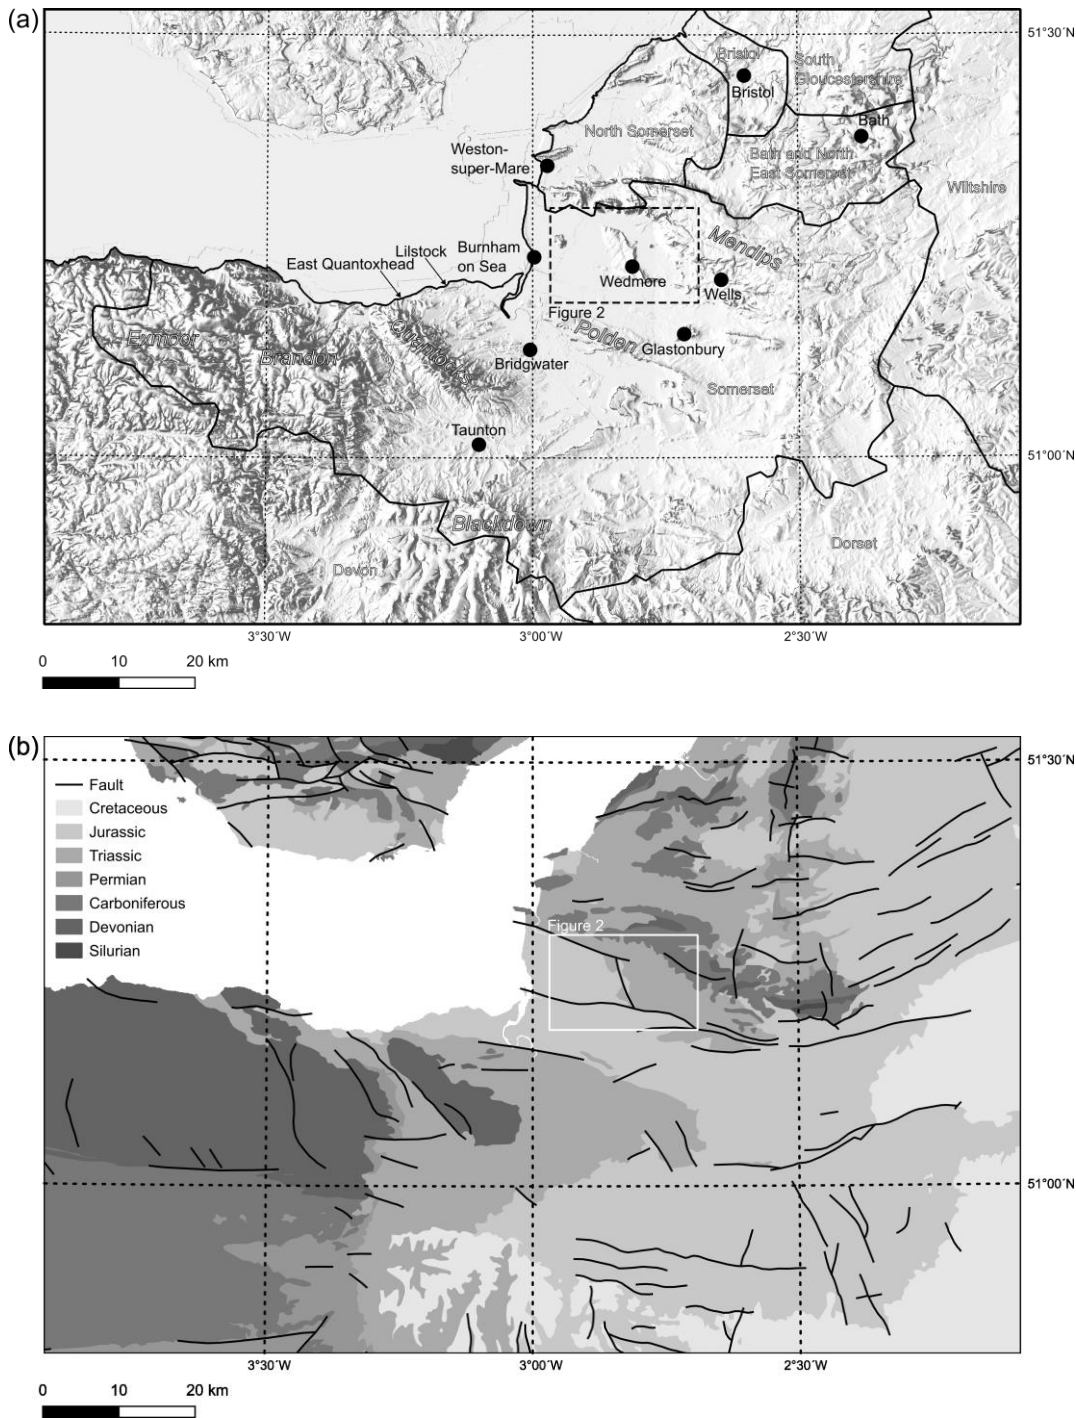 (a)
51°30´N
Bristol
South
Gloucestershire
Bristol
Bath
North Somerset
Weston-
super-Mare
Bath and North
East Somerset
Wiltshire
Mendips
Lilstock
Burnham
on Sea
East Quantoxhead
Wedmore
Wells
Figure 2
Polden
Quantocks
Exmoor
Brandon
Bridgwater
Glastonbury
Somerset
Taunton
51°00´N
Blackdown
Dorset
Devon
3°30´W
3°00´W
2°30´W
0 10 20 km
(b)
51°30´N
Fault
Cretaceous
Jurassic
Triassic
Permian
Carboniferous
Devonian
Silurian
Figure 2
51°00´N
3°30´W
3°00´W
2°30´W
0 10 20 km